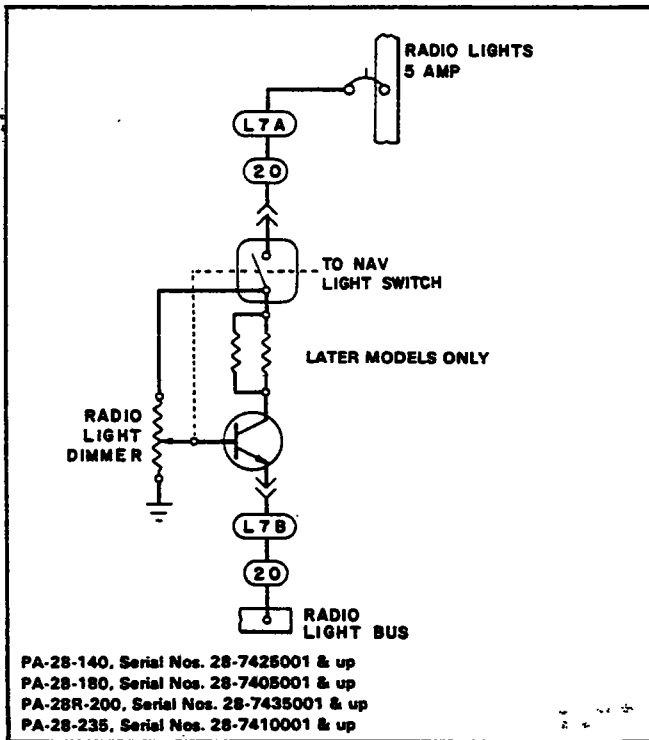 RADIO LIGHTS
5 AMP
L7A
20
TO NAV
LIGHT SWITCH
LATER MODELS ONLY
RADIO
LIGHT
DIMMER
L7B
20
RADIO
LIGHT BUS
PA-28-140, Serial Nos. 28-7425001 & up
PA-28-180, Serial Nos. 28-7405001 & up
PA-28R-200, Serial Nos. 28-7435001 & up
PA-28-235, Serial Nos. 28-7410001 & up